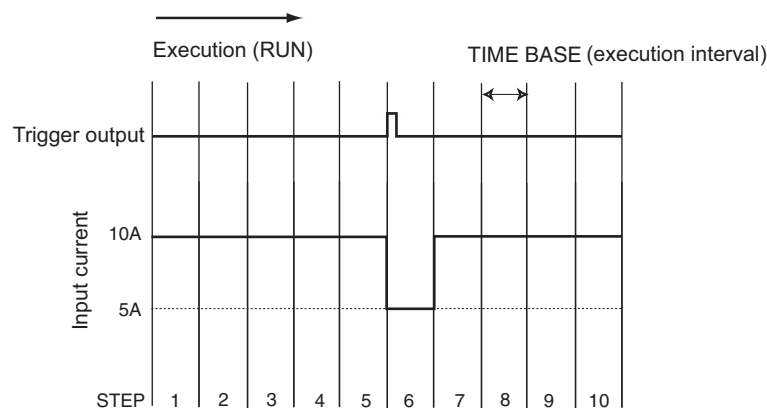 Execution (RUN)
TIME BASE (execution interval)
Trigger output
Input current
10A
5A
STEP 1 2 3 4 5 6 7 8 9 10